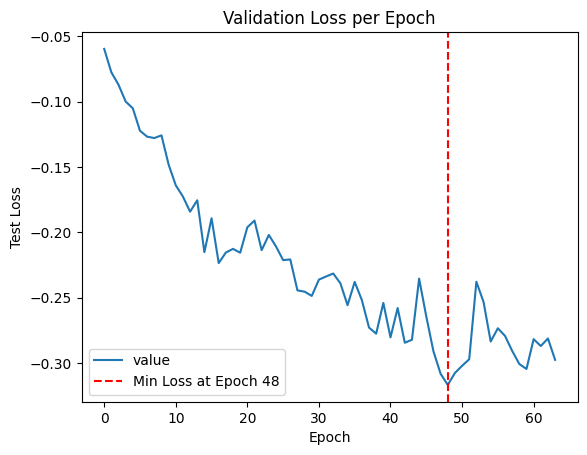 Validation Loss per Epoch
Test Loss
−0.05
−0.10
−0.15
−0.20
−0.25
−0.30
value
Min Loss at Epoch 48
0
10
20
30
40
50
60
Epoch